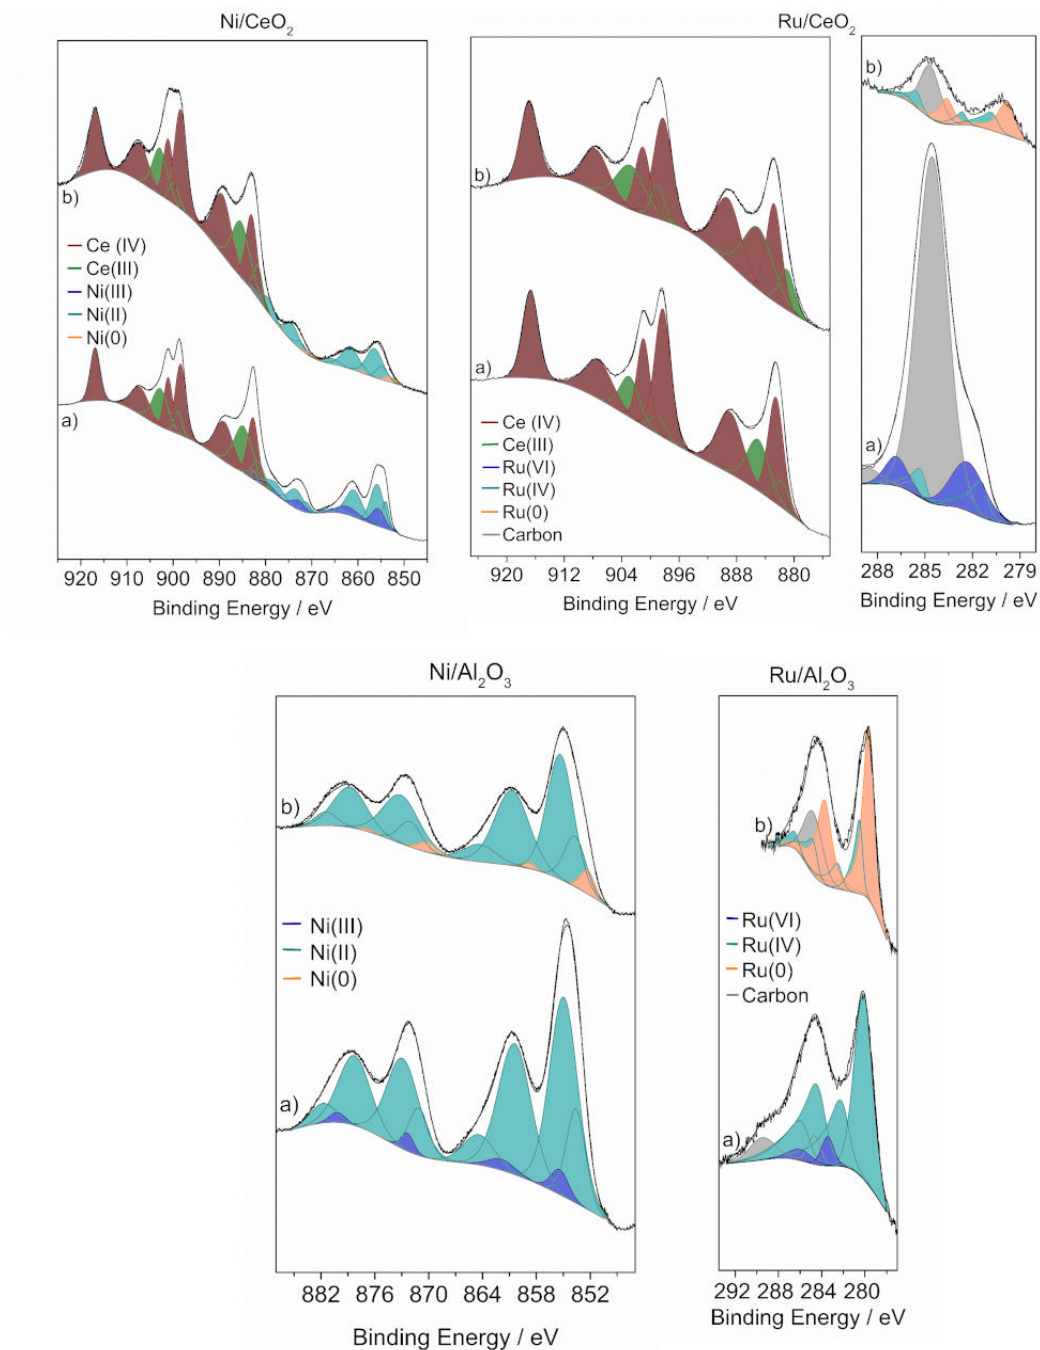 Ni/CeO₂
b)
Ce (IV)
Ce(III)
Ni(III)
Ni(II)
Ni(0)
a)
920 910 900 890 880 870 860 850
Binding Energy / eV
Ru/CeO₂
b)
a)
Ce (IV)
Ce(III)
Ru(VI)
Ru(IV)
Ru(0)
Carbon
920 912 904 896 888 880
Binding Energy / eV
b)
a)
288 285 282 279
Binding Energy / eV
Ni/Al₂O₃
b)
Ni(III)
Ni(II)
Ni(0)
a)
882 876 870 864 858 852
Binding Energy / eV
Ru/Al₂O₃
b)
Ru(VI)
Ru(IV)
Ru(0)
Carbon
a)
292 288 284 280
Binding Energy / eV